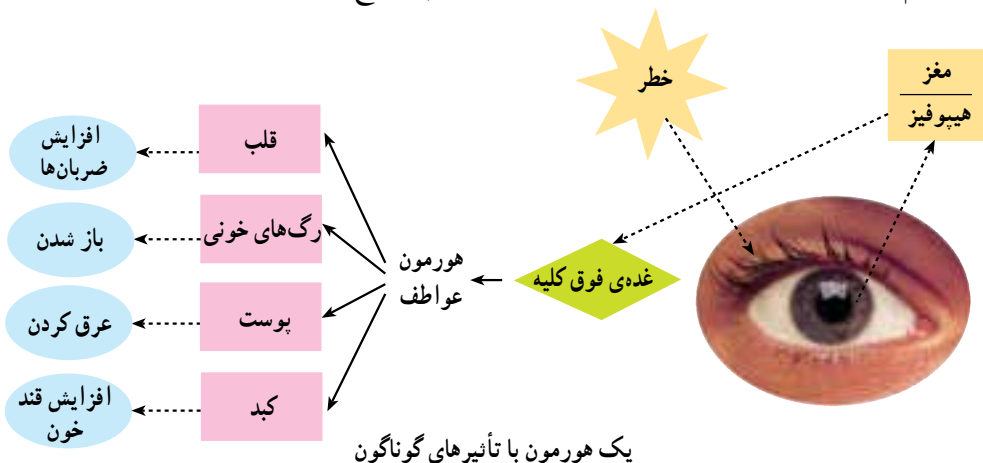 خطر
مغز
هیپوفیز
غده‌ی فوق کلیه
هورمون
عواطف
قلب
افزایش
ضربان‌ها
رگ‌های خونی
باز شدن
پوست
عرق کردن
کبد
افزایش قند
خون
یک هورمون با تأثیرهای گوناگون